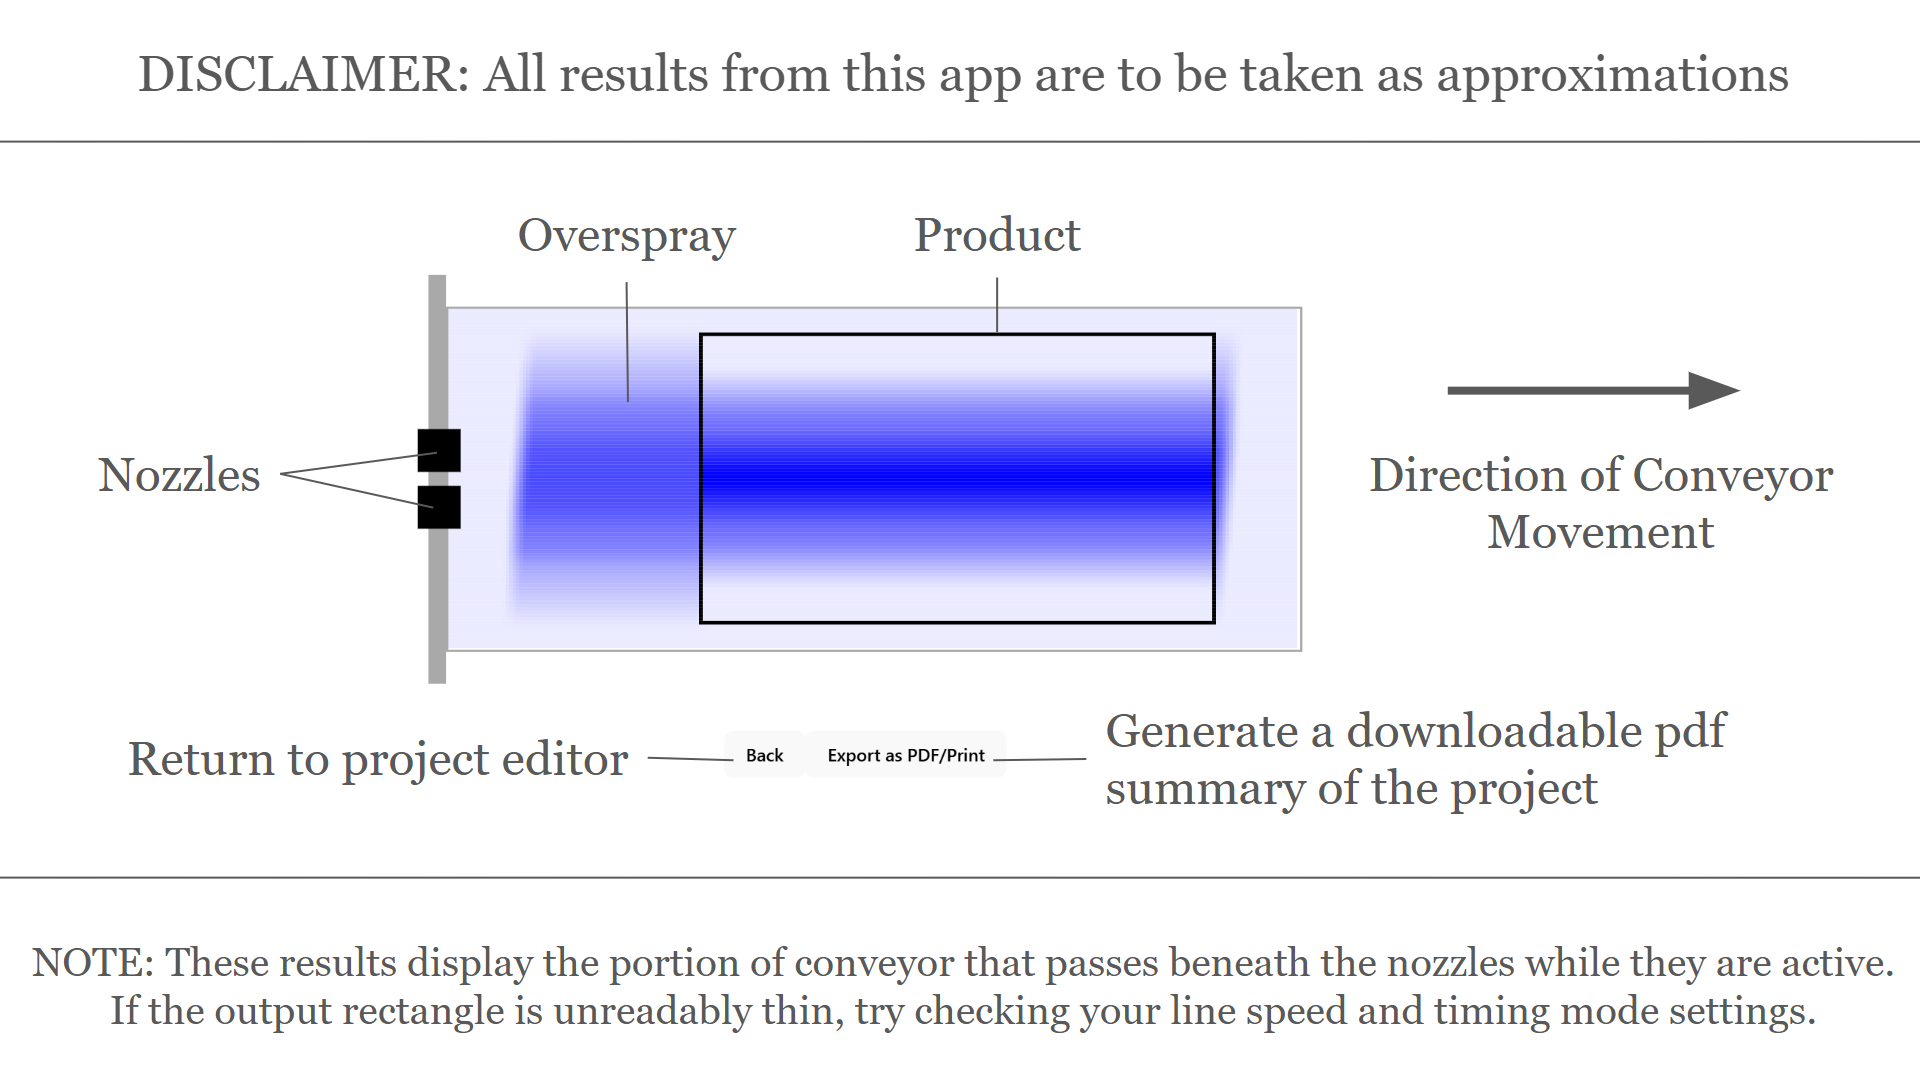 DISCLAIMER: All results from this app are to be taken as approximations
Overspray
Product
Nozzles
Direction of Conveyor
Movement
Return to project editor
Back
Export as PDF/Print
Generate a downloadable pdf
summary of the project
NOTE: These results display the portion of conveyor that passes beneath the nozzles while they are active.
If the output rectangle is unreadably thin, try checking your line speed and timing mode settings.